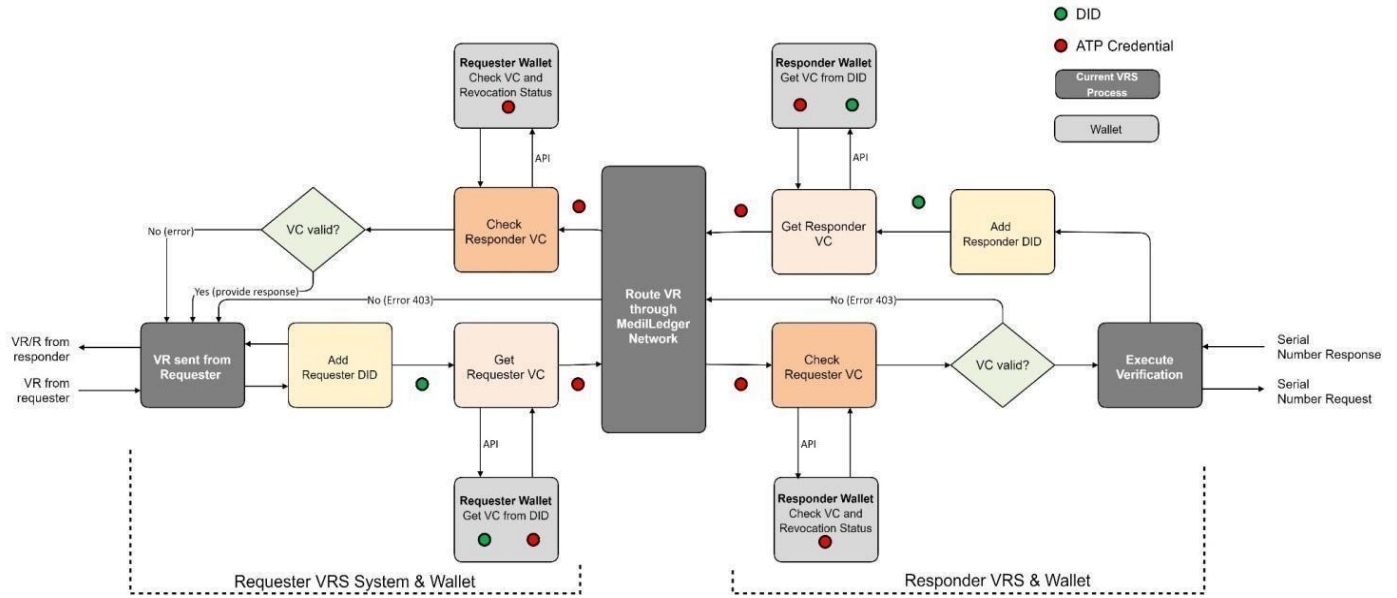 DID
ATP Credential
Current VRS
Process
Wallet
Requester Wallet
Check VC and
Revocation Status
API
Responder Wallet
Get VC from DID
API
VC valid?
No (error)
Yes (provide response)
Check
Responder VC
Route VR
through
MedilLedger
Network
Get Responder
VC
Add
Responder DID
No (Error 403)
No (Error 403)
VR/R from
responder
VR from
requester
VR sent from
Requester
Add
Requester DID
Get
Requester VC
Check
Requester VC
VC valid?
Execute
Verification
Serial
Number Response
Serial
Number Request
API
API
Requester Wallet
Get VC from DID
Responder Wallet
Check VC and
Revocation Status
Requester VRS System & Wallet
Responder VRS & Wallet